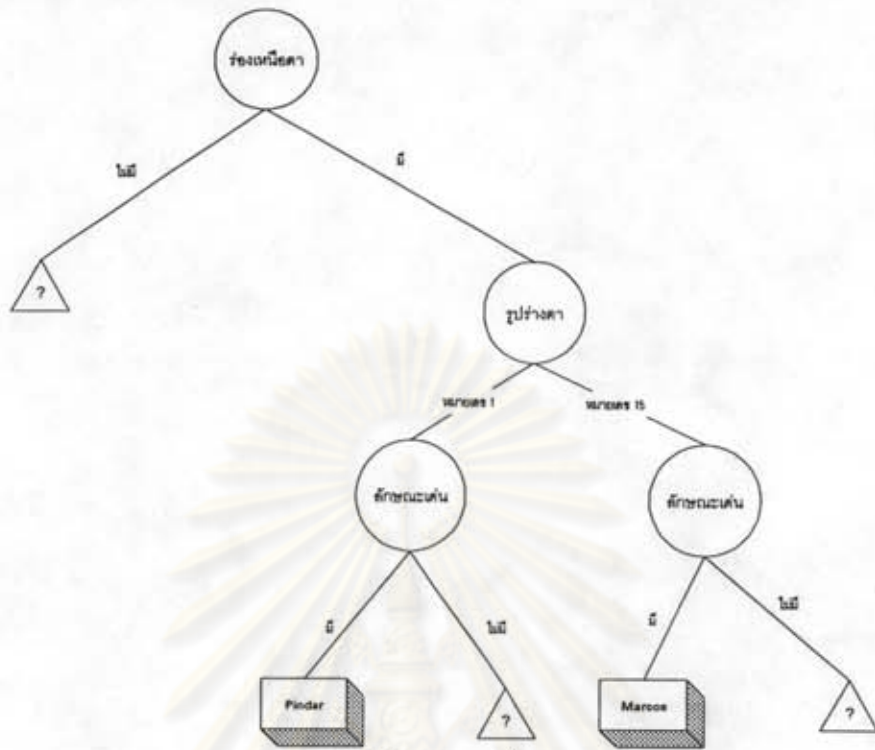 ร่องเหนือตา
ไม่มี
มี
?
รูปร่างตา
หมายเลข 1
หมายเลข 15
ลักษณะเด่น
ลักษณะเด่น
มี
ไม่มี
มี
ไม่มี
Pindar
?
Marcoe
?